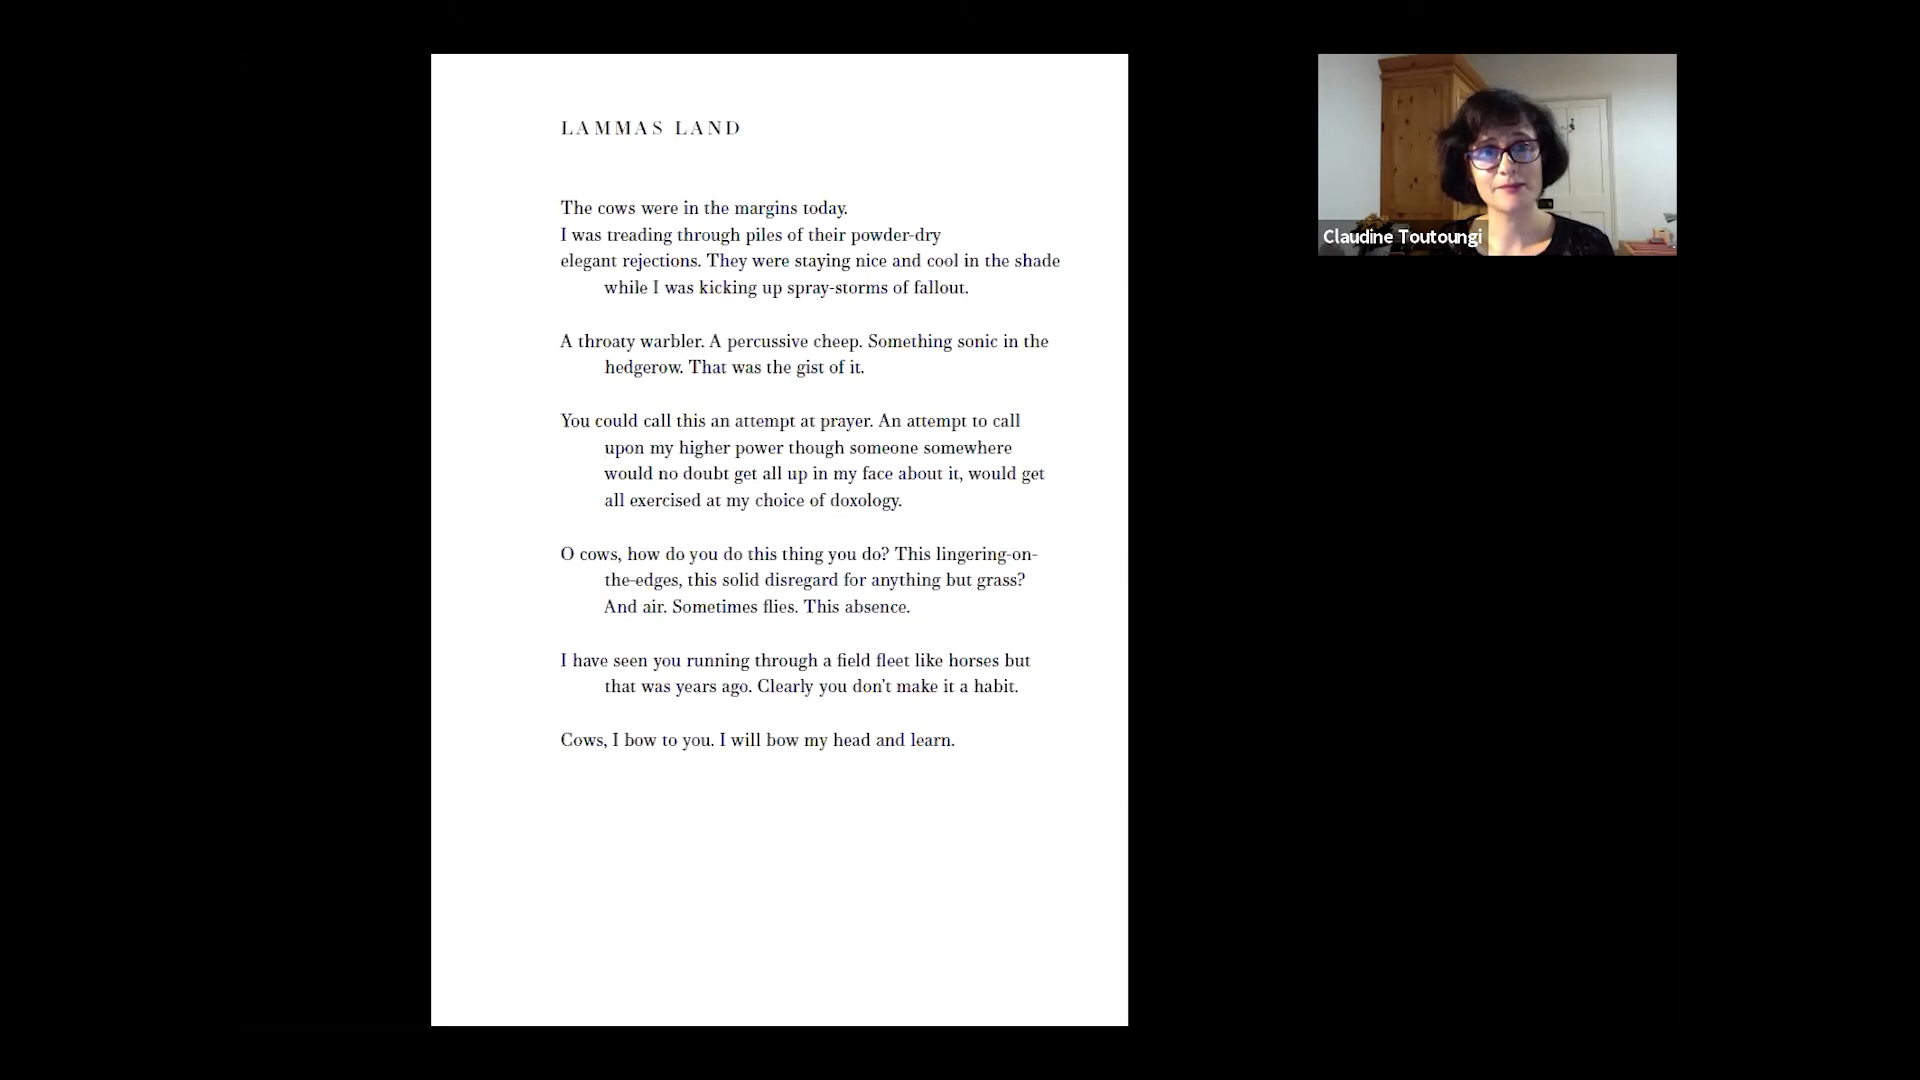 LAMMAS LAND
The cows were in the margins today.
I was treading through piles of their powder-dry
elegant rejections. They were staying nice and cool in the shade
while I was kicking up spray-storms of fallout.
A throaty warbler. A percussive cheep. Something sonic in the
hedgerow. That was the gist of it.
You could call this an attempt at prayer. An attempt to call
upon my higher power though someone somewhere
would no doubt get all up in my face about it, would get
all exercised at my choice of doxology.
O cows, how do you do this thing you do? This lingering-on-
the-edges, this solid disregard for anything but grass?
And air. Sometimes flies. This absence.
I have seen you running through a field fleet like horses but
that was years ago. Clearly you don't make it a habit.
Cows, I bow to you. I will bow my head and learn.
Claudine Toutoungi